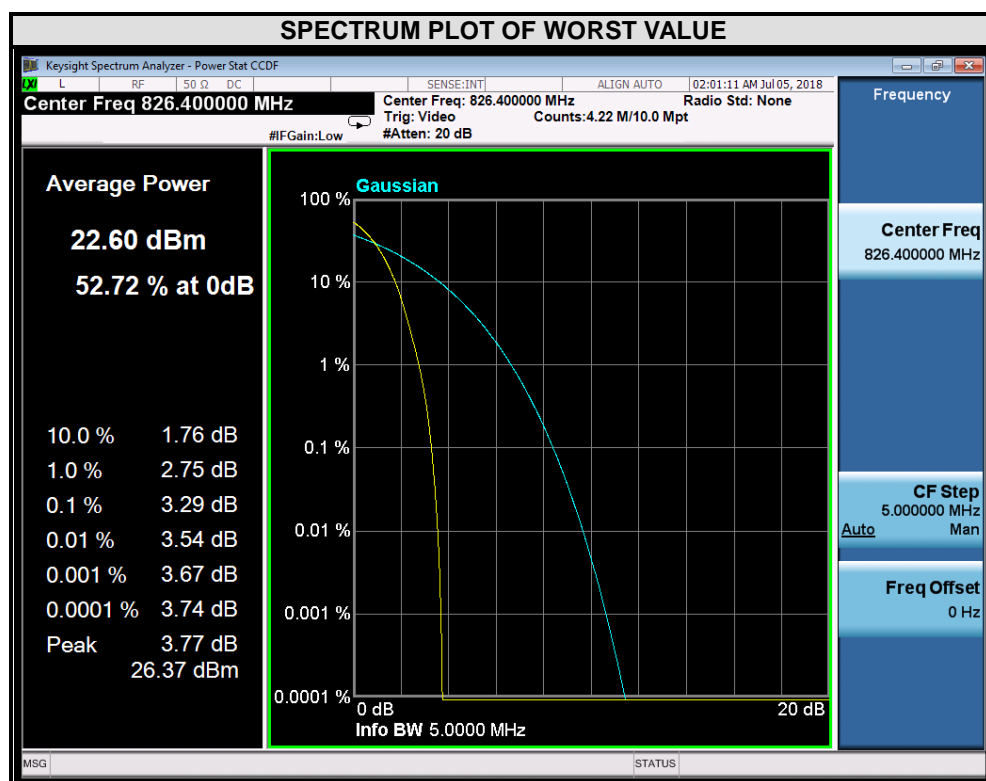 SPECTRUM PLOT OF WORST VALUE
Keysight Spectrum Analyzer - Power Stat CCDF
LXI L RF 50 Ω DC SENSE:INT ALIGN AUTO 02:01:11 AM Jul 05, 2018
Center Freq 826.400000 MHz
Center Freq: 826.400000 MHz Radio Std: None
Trig: Video Counts:4.22 M/10.0 Mpt
#IFGain:Low #Atten: 20 dB
Average Power
22.60 dBm
52.72 % at 0dB
10.0 % 1.76 dB
1.0 % 2.75 dB
0.1 % 3.29 dB
0.01 % 3.54 dB
0.001 % 3.67 dB
0.0001 % 3.74 dB
Peak 3.77 dB
26.37 dBm
Gaussian
100 %
10 %
1 %
0.1 %
0.01 %
0.001 %
0.0001 %
0 dB 20 dB
Info BW 5.0000 MHz
Frequency
Center Freq
826.400000 MHz
CF Step
5.000000 MHz
Auto Man
Freq Offset
0 Hz
MSG STATUS